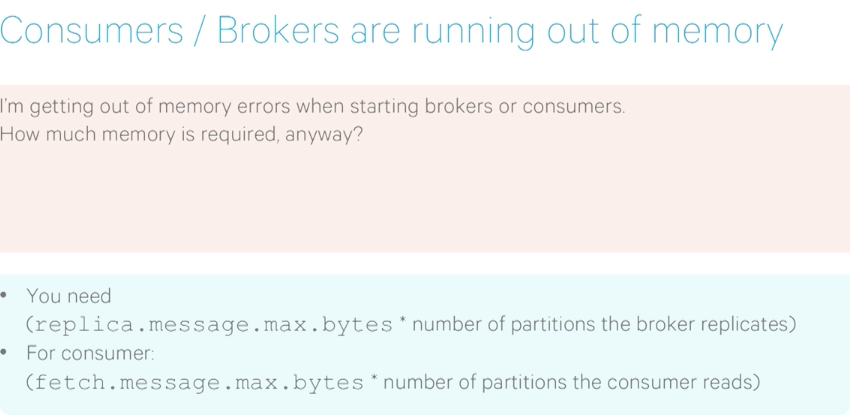 Consumers / Brokers are running out of memory
I'm getting out of memory errors when starting brokers or consumers.
How much memory is required, anyway?
• You need
(replica.message.max.bytes * number of partitions the broker replicates)
• For consumer:
(fetch.message.max.bytes * number of partitions the consumer reads)